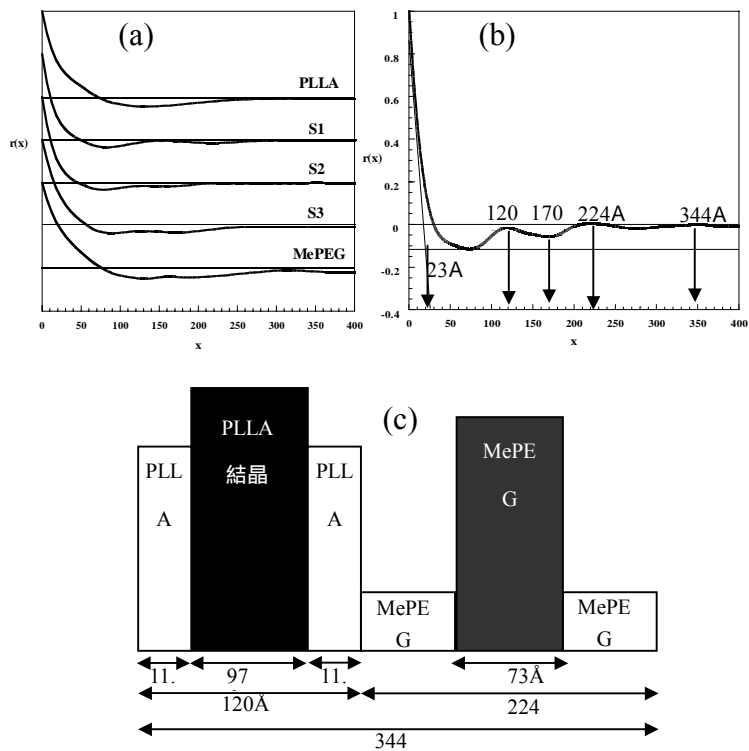 (a)
PLLA
S1
r(x)
S2
S3
MePEG
0 50 100 150 200 250 300 350 400
x
(b)
1
0.8
0.6
0.4
r(x)
0.2
0
-0.2
-0.4
120 170 224A 344A
23A
0 50 100 150 200 250 300 350 400
x
(c)
PLLA
結晶
PLL
A
PLL
A
MePE
G
MePE
G
MePE
G
11. 97 11. 73Å
120Å 224
344